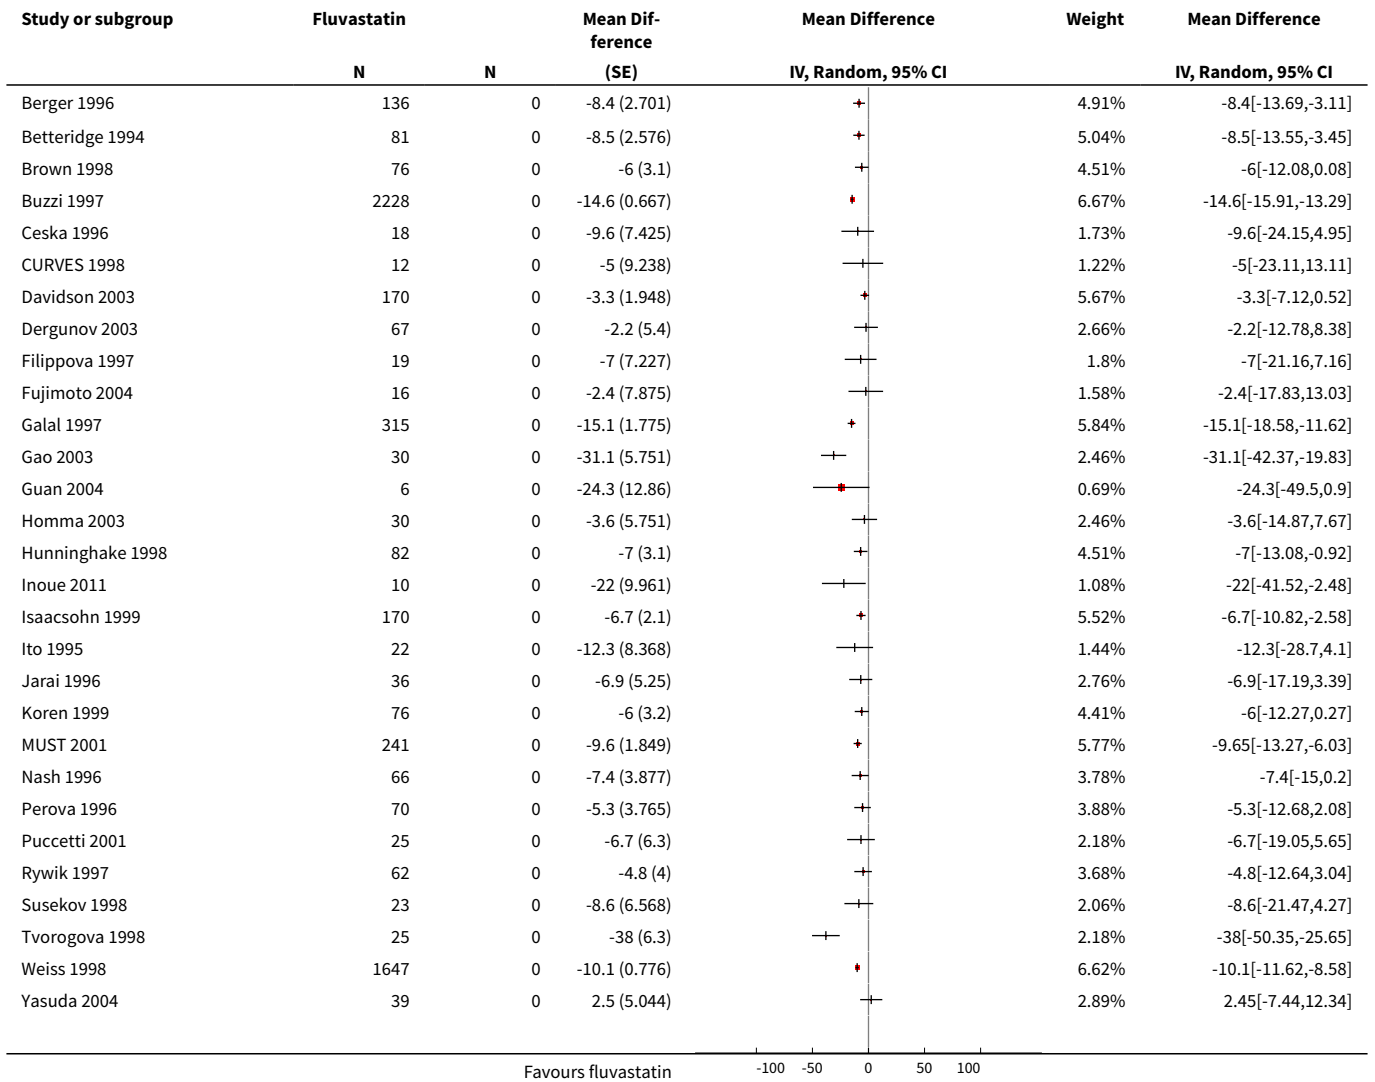 Study or subgroup Fluvastatin Mean Dif- Mean Difference Weight Mean Difference
ference
N N (SE) IV, Random, 95% CI IV, Random, 95% CI
Berger 1996 136 0 -8.4 (2.701) 4.91% -8.4[-13.69,-3.11]
Betteridge 1994 81 0 -8.5 (2.576) 5.04% -8.5[-13.55,-3.45]
Brown 1998 76 0 -6 (3.1) 4.51% -6[-12.08,0.08]
Buzzi 1997 2228 0 -14.6 (0.667) 6.67% -14.6[-15.91,-13.29]
Ceska 1996 18 0 -9.6 (7.425) 1.73% -9.6[-24.15,4.95]
CURVES 1998 12 0 -5 (9.238) 1.22% -5[-23.11,13.11]
Davidson 2003 170 0 -3.3 (1.948) 5.67% -3.3[-7.12,0.52]
Dergunov 2003 67 0 -2.2 (5.4) 2.66% -2.2[-12.78,8.38]
Filippova 1997 19 0 -7 (7.227) 1.8% -7[-21.16,7.16]
Fujimoto 2004 16 0 -2.4 (7.875) 1.58% -2.4[-17.83,13.03]
Galal 1997 315 0 -15.1 (1.775) 5.84% -15.1[-18.58,-11.62]
Gao 2003 30 0 -31.1 (5.751) 2.46% -31.1[-42.37,-19.83]
Guan 2004 6 0 -24.3 (12.86) 0.69% -24.3[-49.5,0.9]
Homma 2003 30 0 -3.6 (5.751) 2.46% -3.6[-14.87,7.67]
Hunninghake 1998 82 0 -7 (3.1) 4.51% -7[-13.08,-0.92]
Inoue 2011 10 0 -22 (9.961) 1.08% -22[-41.52,-2.48]
Isaacsohn 1999 170 0 -6.7 (2.1) 5.52% -6.7[-10.82,-2.58]
Ito 1995 22 0 -12.3 (8.368) 1.44% -12.3[-28.7,4.1]
Jarai 1996 36 0 -6.9 (5.25) 2.76% -6.9[-17.19,3.39]
Koren 1999 76 0 -6 (3.2) 4.41% -6[-12.27,0.27]
MUST 2001 241 0 -9.6 (1.849) 5.77% -9.65[-13.27,-6.03]
Nash 1996 66 0 -7.4 (3.877) 3.78% -7.4[-15,0.2]
Perova 1996 70 0 -5.3 (3.765) 3.88% -5.3[-12.68,2.08]
Puccetti 2001 25 0 -6.7 (6.3) 2.18% -6.7[-19.05,5.65]
Rywik 1997 62 0 -4.8 (4) 3.68% -4.8[-12.64,3.04]
Susekov 1998 23 0 -8.6 (6.568) 2.06% -8.6[-21.47,4.27]
Tvorogova 1998 25 0 -38 (6.3) 2.18% -38[-50.35,-25.65]
Weiss 1998 1647 0 -10.1 (0.776) 6.62% -10.1[-11.62,-8.58]
Yasuda 2004 39 0 2.5 (5.044) 2.89% 2.45[-7.44,12.34]
Favours fluvastatin -100 -50 0 50 100